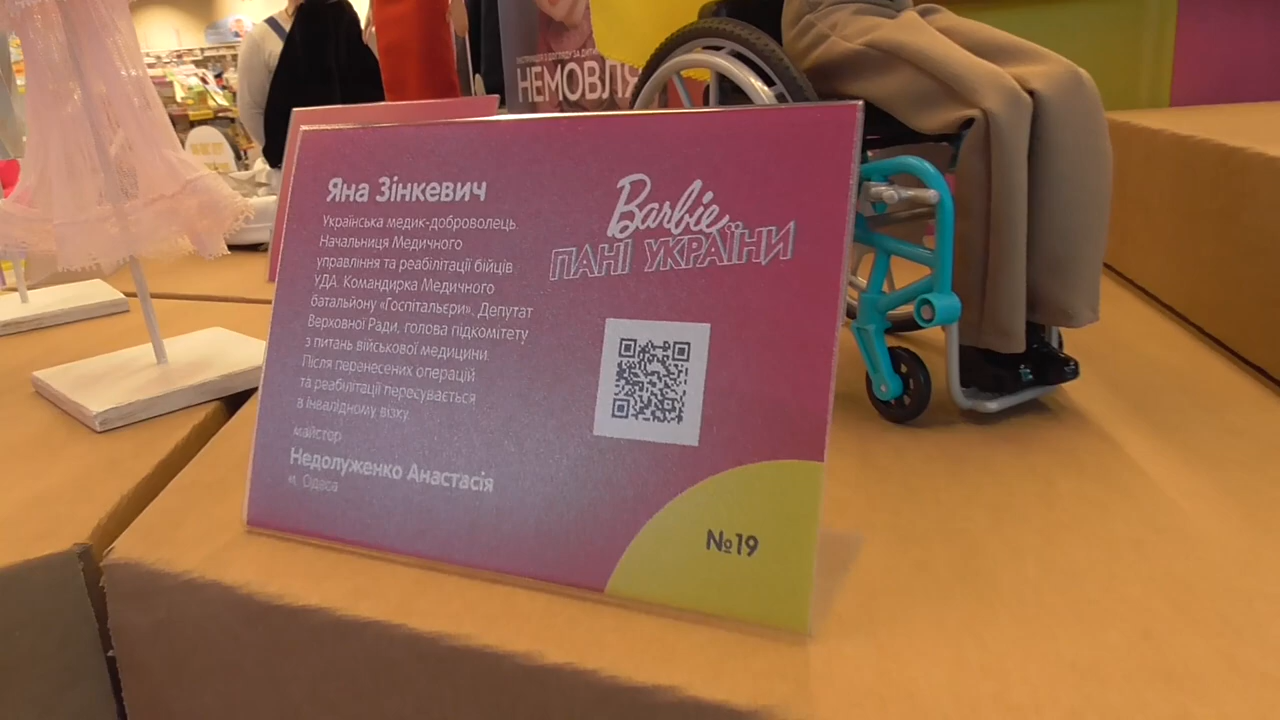 НЕМОВЛЯ
Яна Зінкевич
Українська медик-доброволець.
Начальниця Медичного
управління та реабілітації бійців
УДА. Командирка Медичного
батальйону «Госпітальєри». Депутат
Верховної Ради, голова підкомітету
з питань військової медицини.
Після перенесених операцій
та реабілітації пересувається
в інвалідному візку.
майстор
Недолуженко Анастасія
м. Одеса
Barbie
ПАНІ УКРАЇНИ
№19